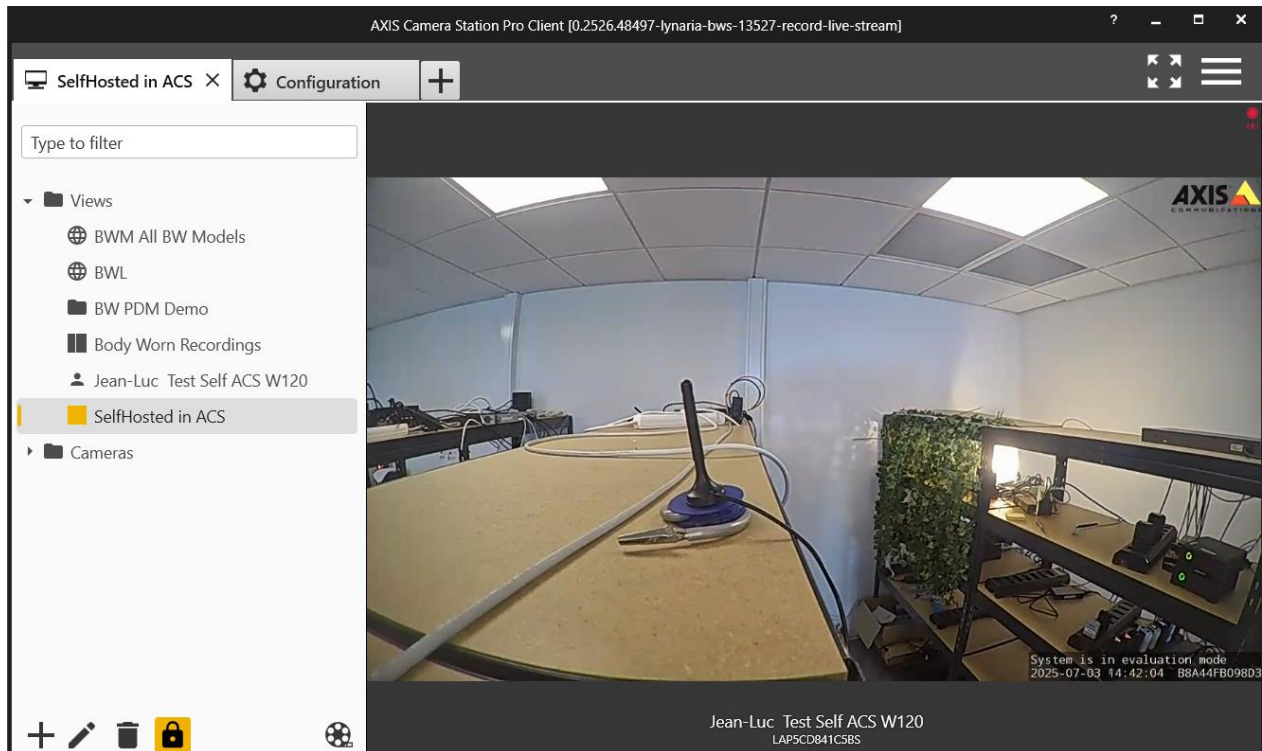 AXIS Camera Station Pro Client [0.2526.48497-lynaria-bws-13527-record-live-stream]
SelfHosted in ACS
Configuration
Type to filter
Views
BWM All BW Models
BWL
BW PDM Demo
Body Worn Recordings
Jean-Luc Test Self ACS W120
SelfHosted in ACS
Cameras
AXIS
COMMUNICATIONS
System is in evaluation mode
2025-07-03 14:42:04 B8A44FB098D3
Jean-Luc Test Self ACS W120
LAP5CD841C5BS